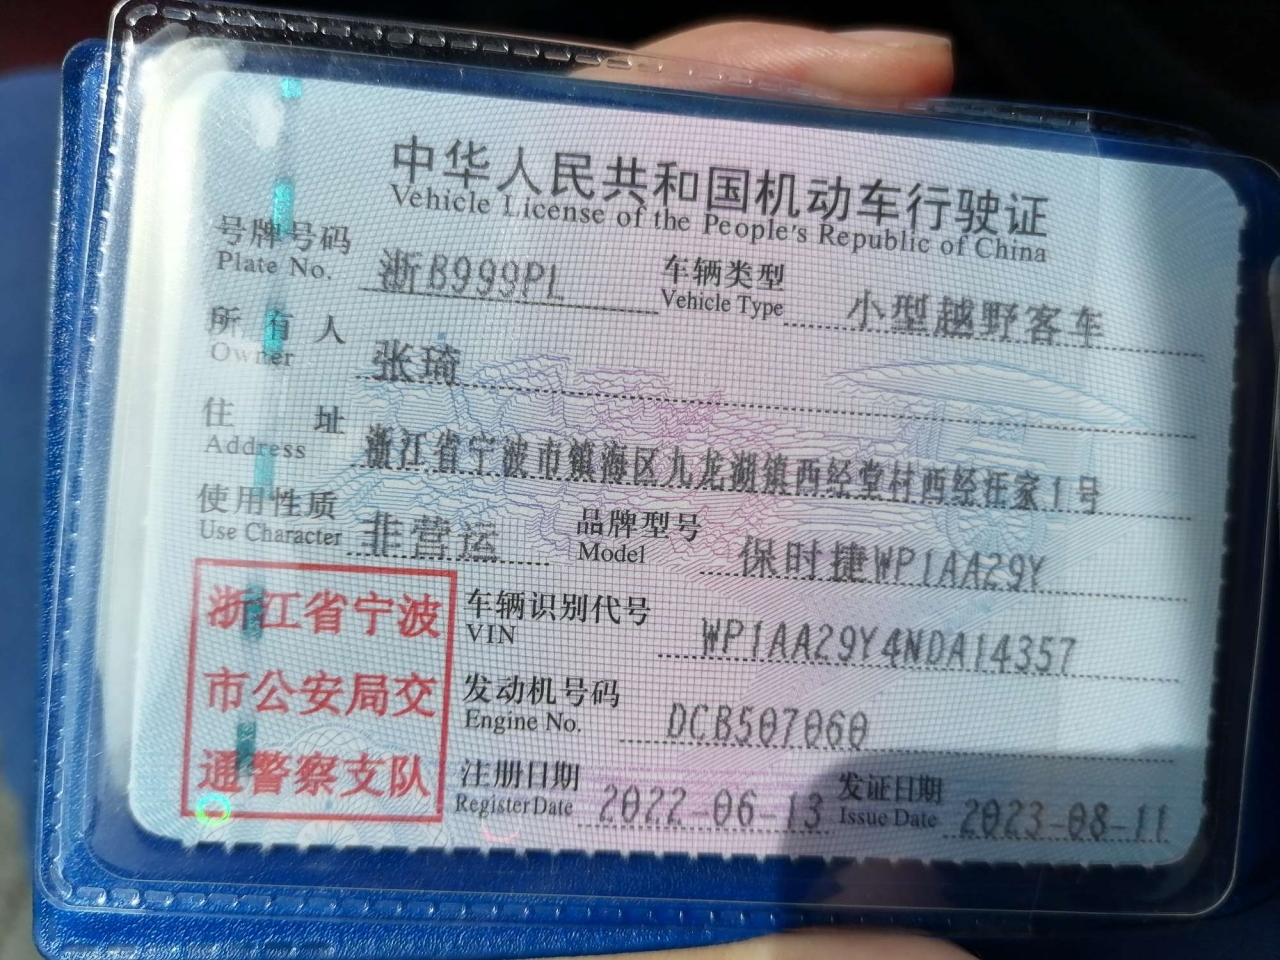 中华人民共和国机动车行驶证
Vehicle License of the People's Republic of China
号牌号码 浙B999PL 车辆类型 小型越野客车
Plate No. Vehicle Type
所有人 张琦
Owner
住址 浙江省宁波市镇海区九龙湖镇西经堂村西经汪家1号
Address
使用性质 非营运 品牌型号 保时捷WP1AA29Y
Use Character Model
浙江省宁波
市公安局交
通警察支队
车辆识别代号 WP1AA29Y4NDA14357
VIN
发动机号码 DCB507060
Engine No.
注册日期 2022-06-13 发证日期 2023-08-11
Register Date Issue Date